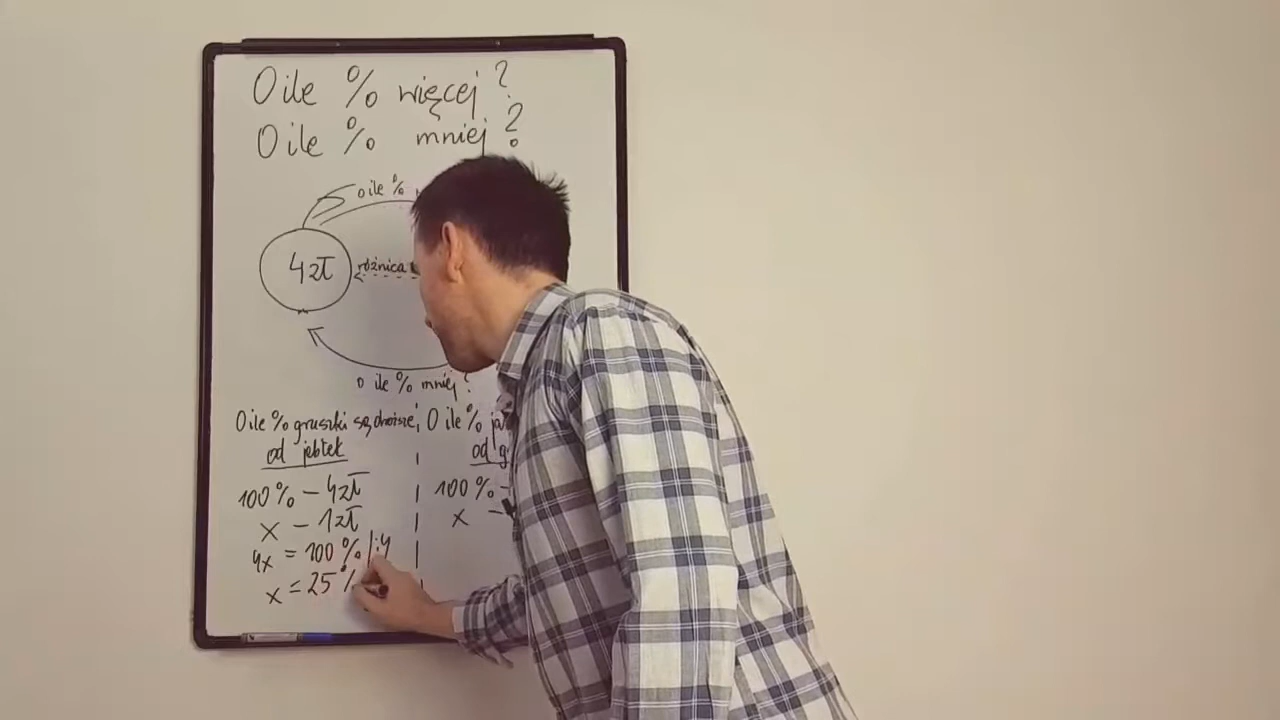 O ile % więcej?
O ile % mniej?
o ile %
4zł
różnica
o ile % mniej?
O ile % gruszki są droższe
od jabłek
100% – 4zł
x – 1zł
4x = 100% |:4
x = 25%
O ile %
od
100% –
x –